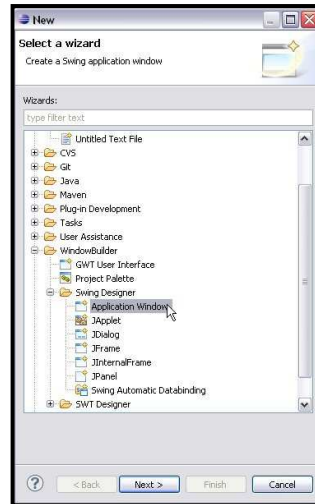 New
Select a wizard
Create a Swing application window
Wizards:
type filter text
Untitled Text File
CVS
Git
Java
Maven
Plug-in Development
Tasks
User Assistance
WindowBuilder
GWT User Interface
Project Palette
Swing Designer
Application Window
JApplet
JDialog
JFrame
JInternalFrame
JPanel
Swing Automatic Databinding
SWT Designer
? < Back Next > Finish Cancel